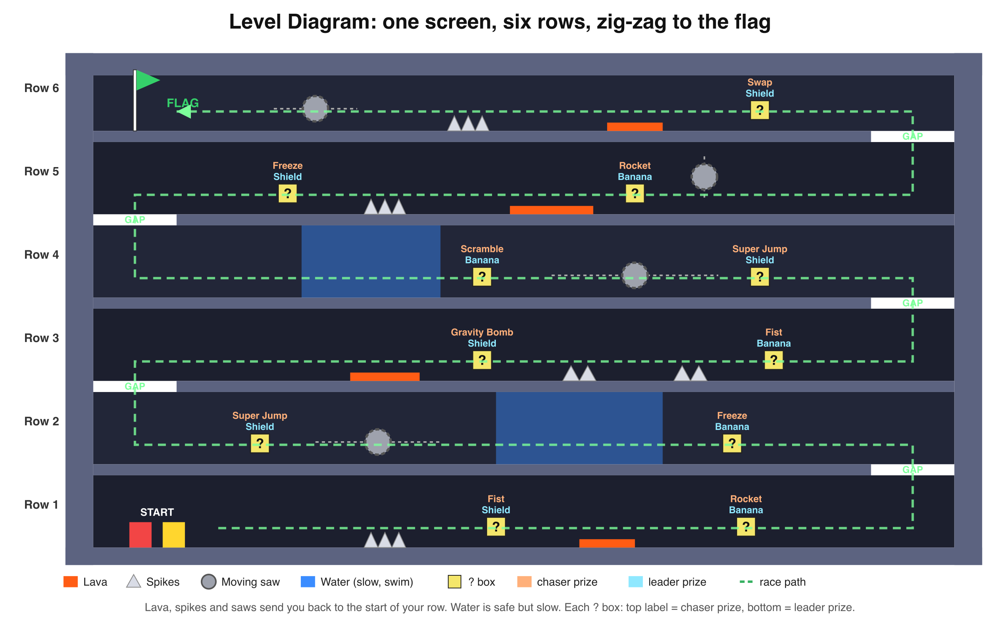 Level Diagram: one screen, six rows, zig-zag to the flag
Row 6
FLAG
Swap
Shield
?
GAP
Row 5
Freeze
Shield
?
Rocket
Banana
?
GAP
Row 4
Scramble
Banana
?
Super Jump
Shield
?
GAP
Row 3
Gravity Bomb
Shield
?
Fist
Banana
?
GAP
Row 2
Super Jump
Shield
?
Freeze
Banana
?
GAP
Row 1
START
Fist
Shield
?
Rocket
Banana
?
Lava
Spikes
Moving saw
Water (slow, swim)
? box
chaser prize
leader prize
race path
Lava, spikes and saws send you back to the start of your row. Water is safe but slow. Each ? box: top label = chaser prize, bottom = leader prize.